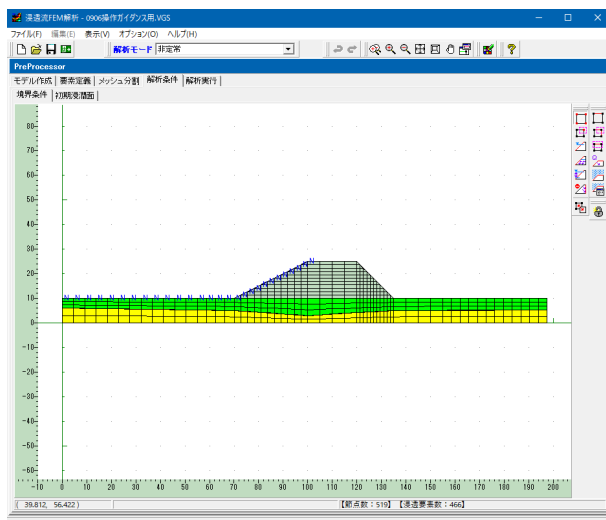 浸透流FEM解析 - 0906操作ガイダンス用.VGS
ファイル(F) 編集(E) 表示(V) オプション(O) ヘルプ(H)
解析モード 非定常
PreProcessor
モデル作成 要素定義 メッシュ分割 解析条件 解析実行
境界条件 初期浸潤面
80
70
60
50
40
30
20
10
0
-10
-20
-30
-40
-50
-60
N N N N N N N N N N N N N N N N N N N N N N N N N N N
-10 0 10 20 30 40 50 60 70 80 90 100 110 120 130 140 150 160 170 180 190 200
( 39.812, 56.422 ) 【節点数：519】【浸透要素数：466】